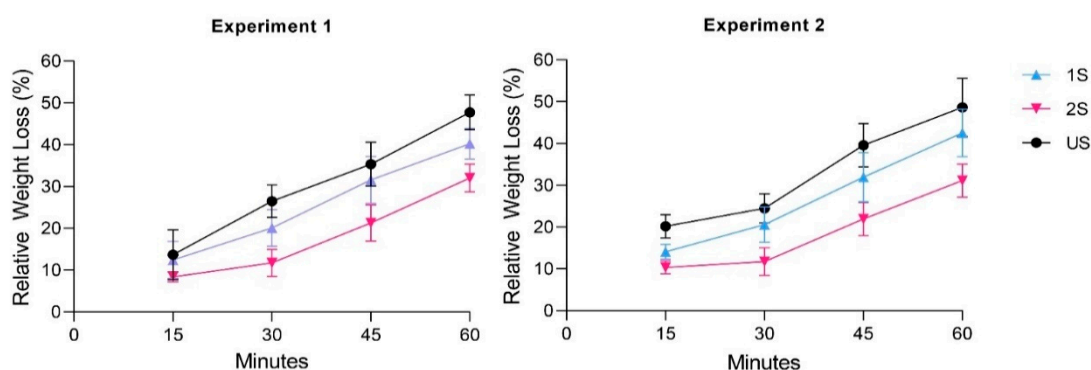 Experiment 1
Relative Weight Loss (%)
60
50
40
30
20
10
0
0 15 30 45 60
Minutes
Experiment 2
Relative Weight Loss (%)
60
50
40
30
20
10
0
0 15 30 45 60
Minutes
1S
2S
US